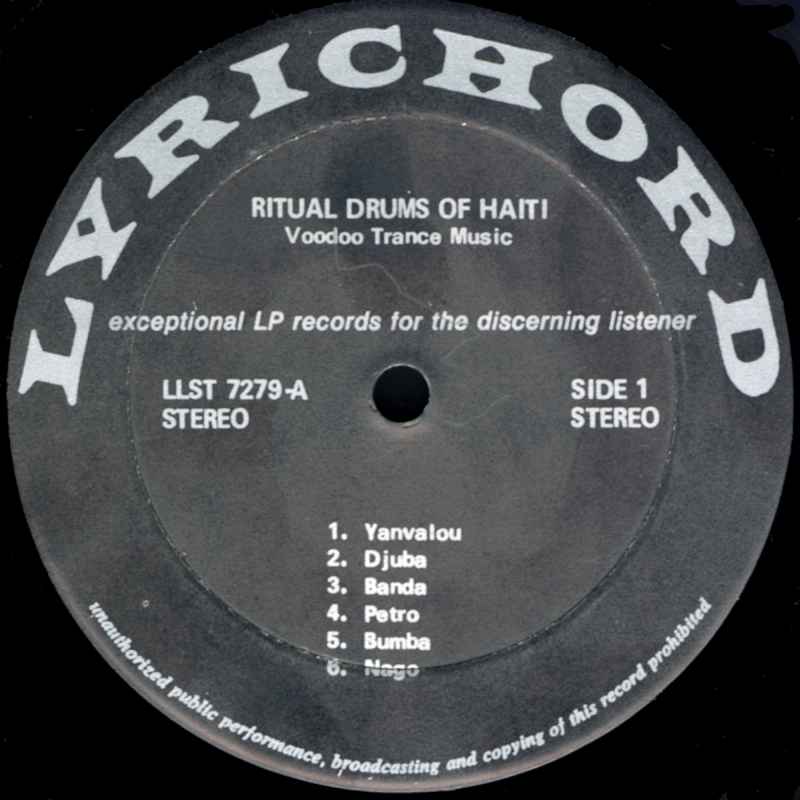 LYRICHORD
RITUAL DRUMS OF HAITI
Voodoo Trance Music
exceptional LP records for the discerning listener
LLST 7279-A
STEREO
SIDE 1
STEREO
1. Yanvalou
2. Djuba
3. Banda
4. Petro
5. Bumba
6. Nago
unauthorized public performance, broadcasting and copying of this record prohibited